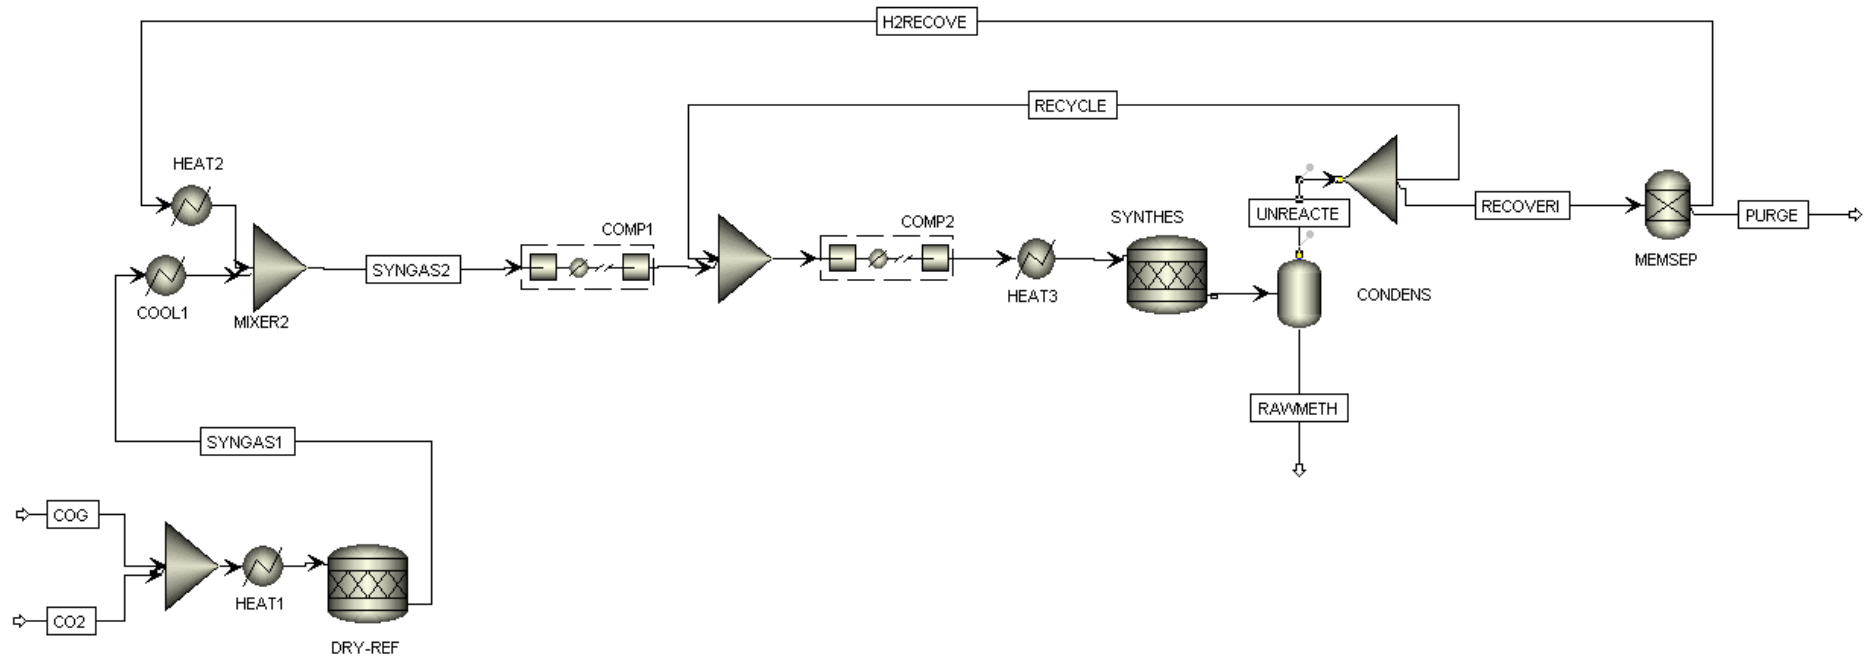 H2RECOVE
RECYCLE
HEAT2
UNREACTE
RECOVERI
PURGE
MEMSEP
COOL1
MIXER2
SYNGAS2
COMP1
COMP2
HEAT3
SYNTHES
CONDENS
RAWMETH
SYNGAS1
COG
CO2
HEAT1
DRY-REF